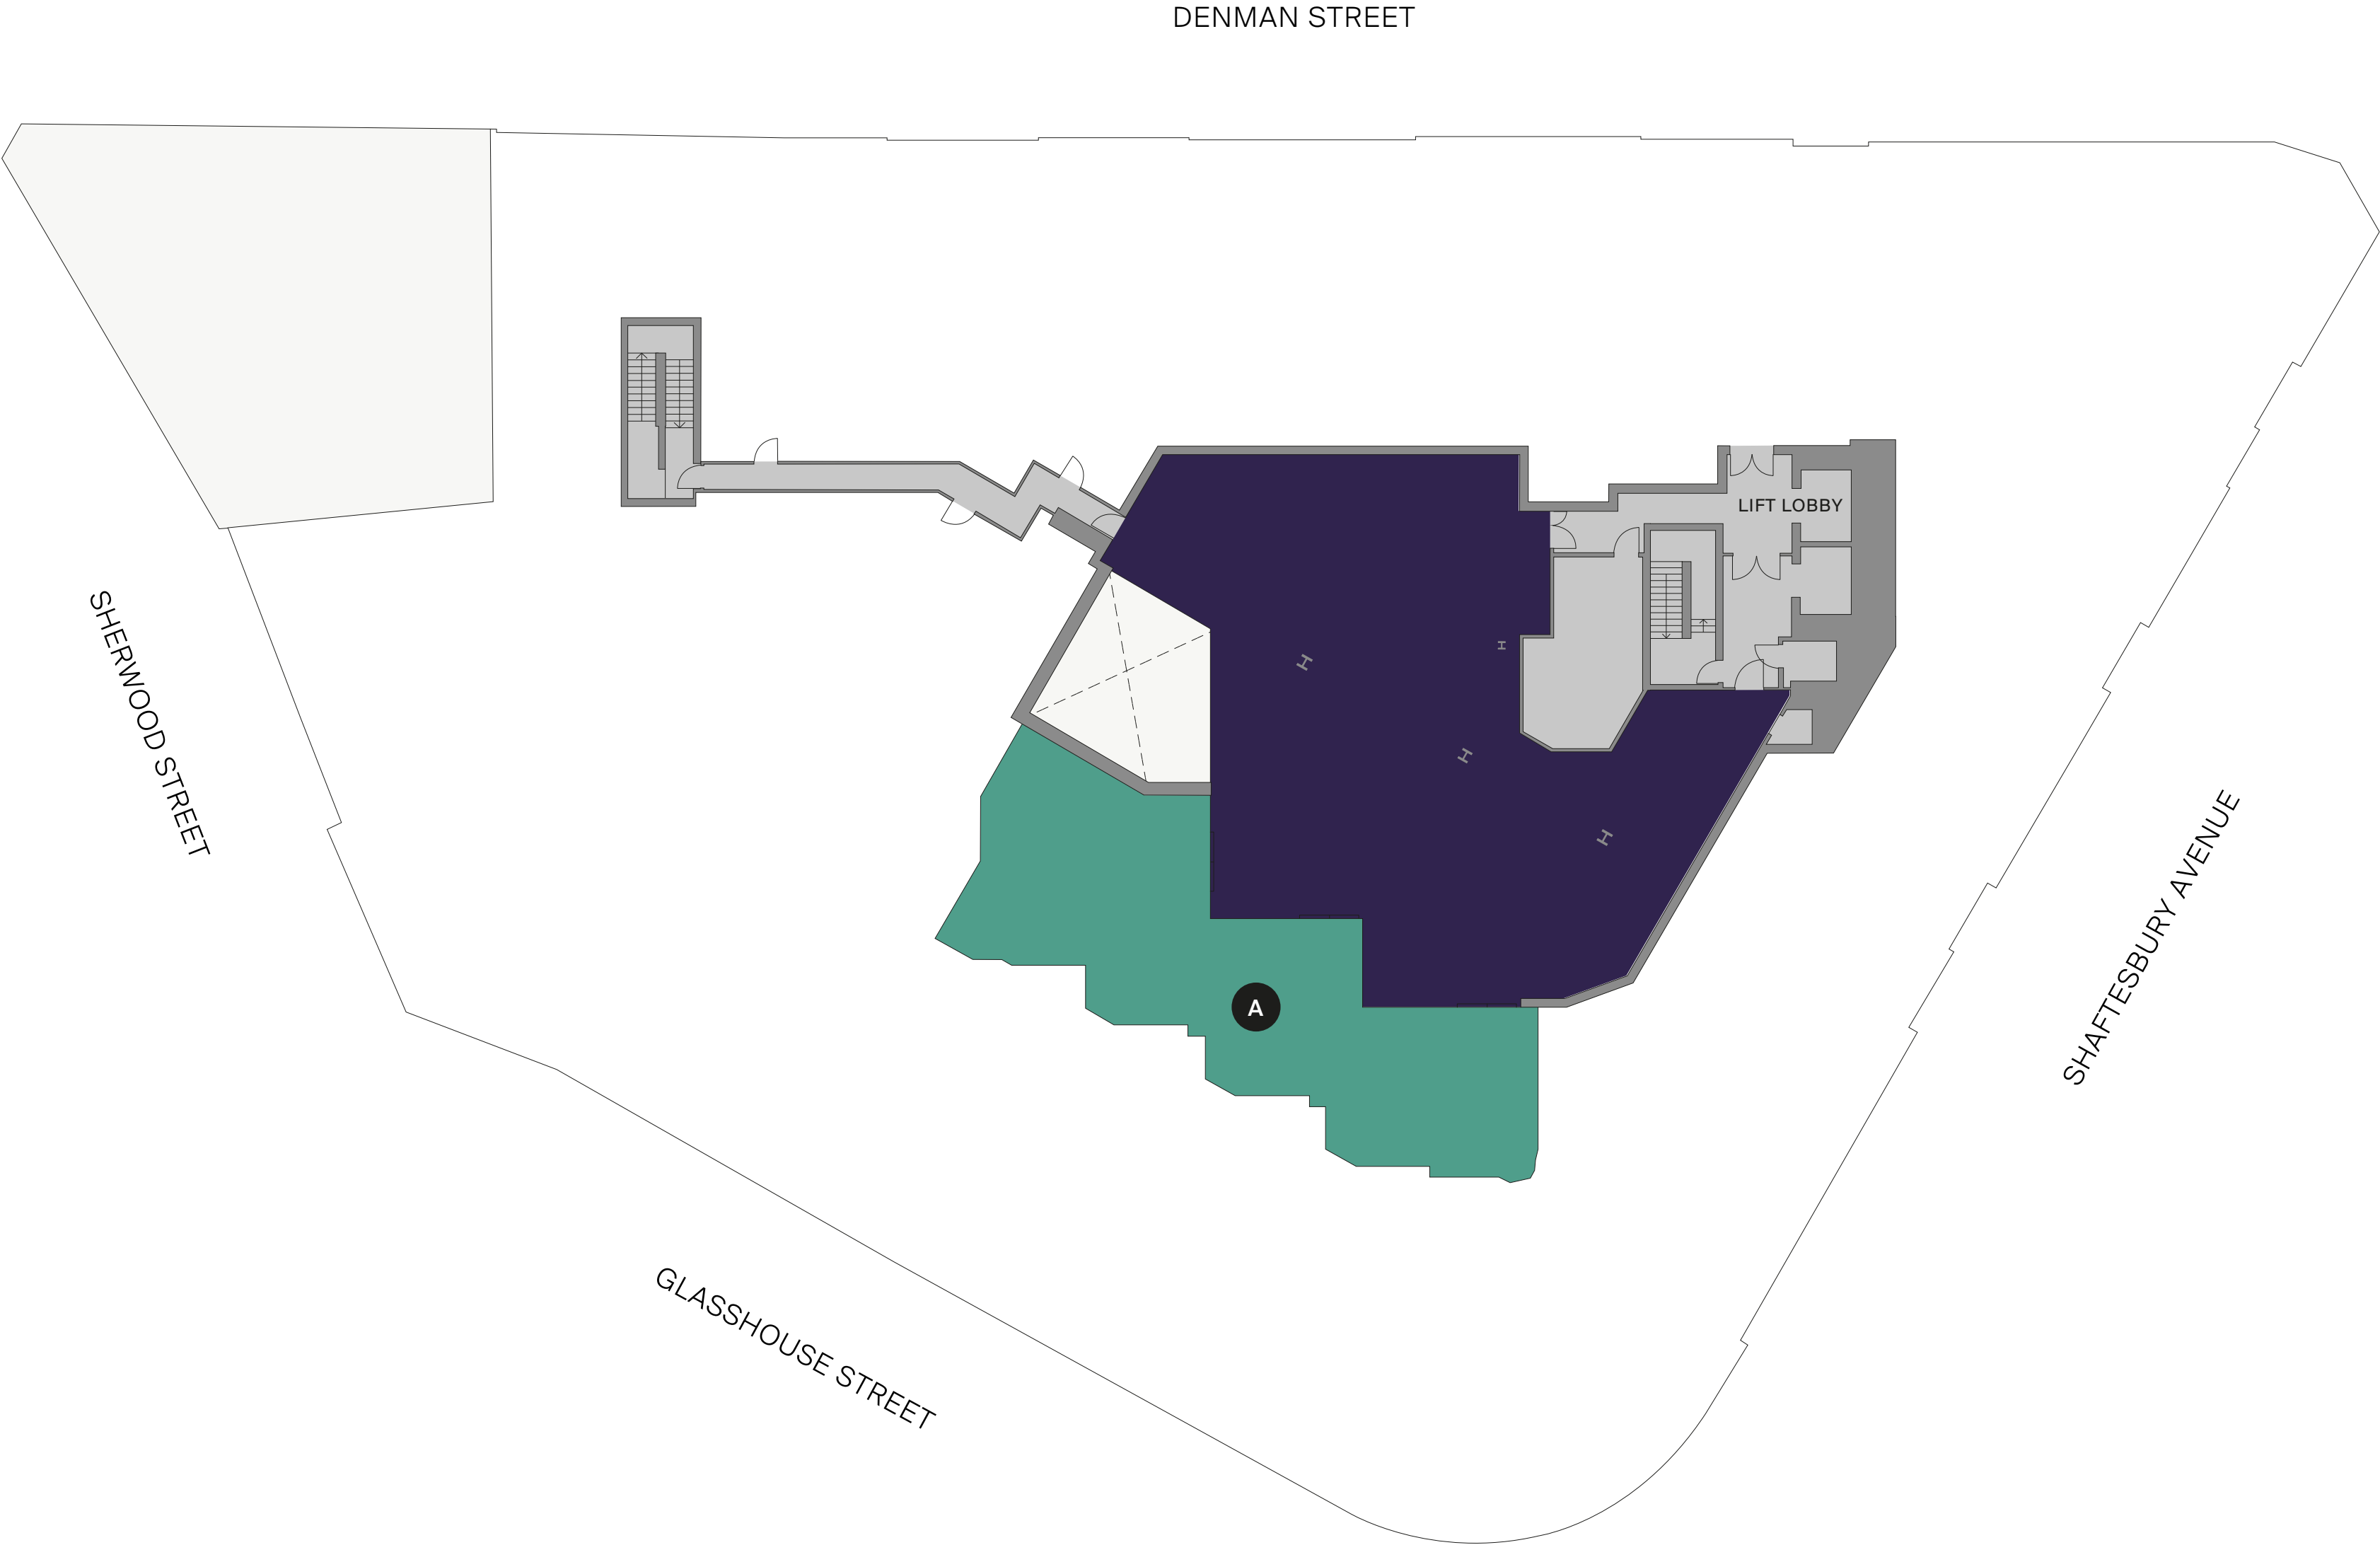 DENMAN STREET
LIFT LOBBY
SHERWOOD STREET
SHAFTESBURY AVENUE
A
GLASSHOUSE STREET